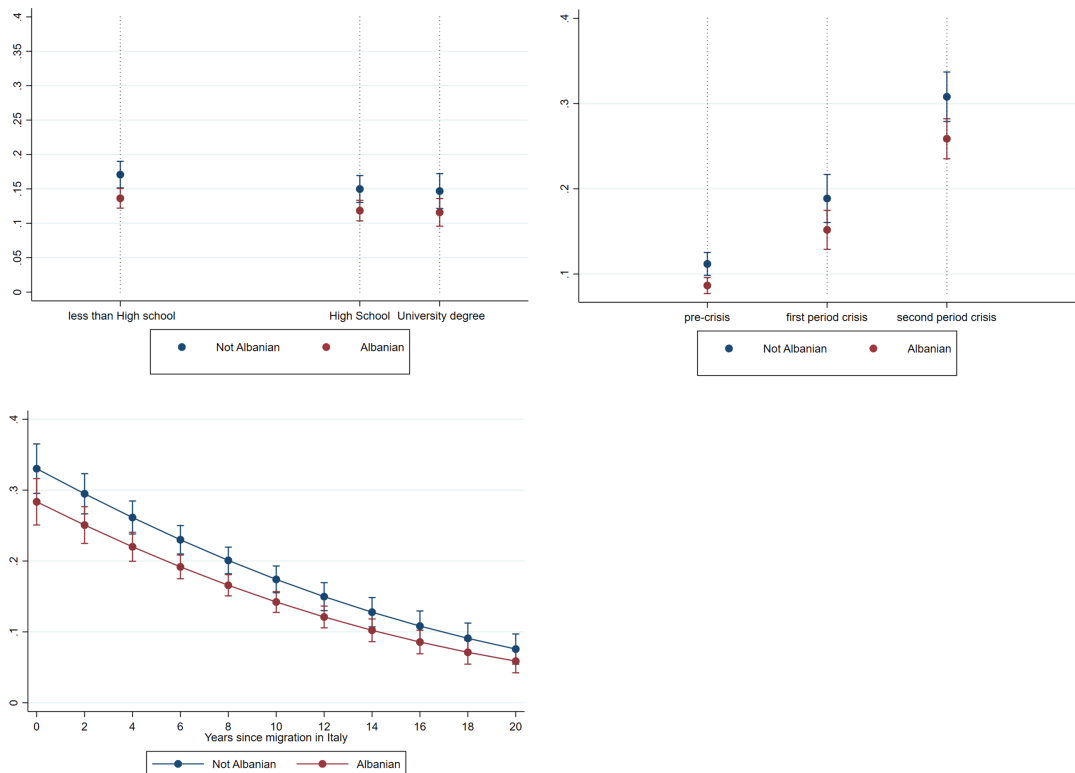 .4
.35
.3
.25
.2
.15
.1
.05
0
less than High school High School University degree
Not Albanian Albanian
.4
.3
.2
.1
pre-crisis first period crisis second period crisis
Not Albanian Albanian
.4
.3
.2
.1
0
0 2 4 6 8 10 12 14 16 18 20
Years since migration in Italy
Not Albanian Albanian